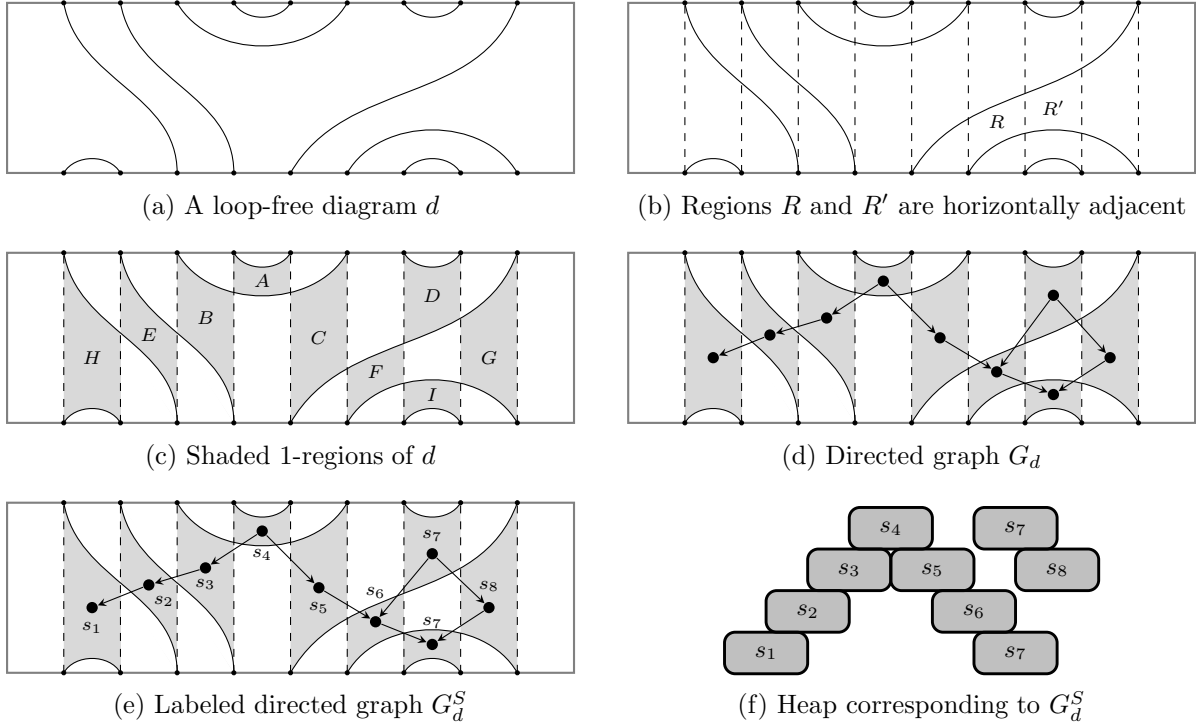 (a) A loop-free diagram d
R R′
(b) Regions R and R′ are horizontally adjacent
A
B
C
D
E
F
G
H
I
(c) Shaded 1-regions of d
(d) Directed graph G_d
s_4
s_7
s_3
s_6
s_8
s_2
s_5
s_7
s_1
(e) Labeled directed graph G_d^S
s_4 s_7
s_3 s_5 s_8
s_2 s_6
s_1 s_7
(f) Heap corresponding to G_d^S